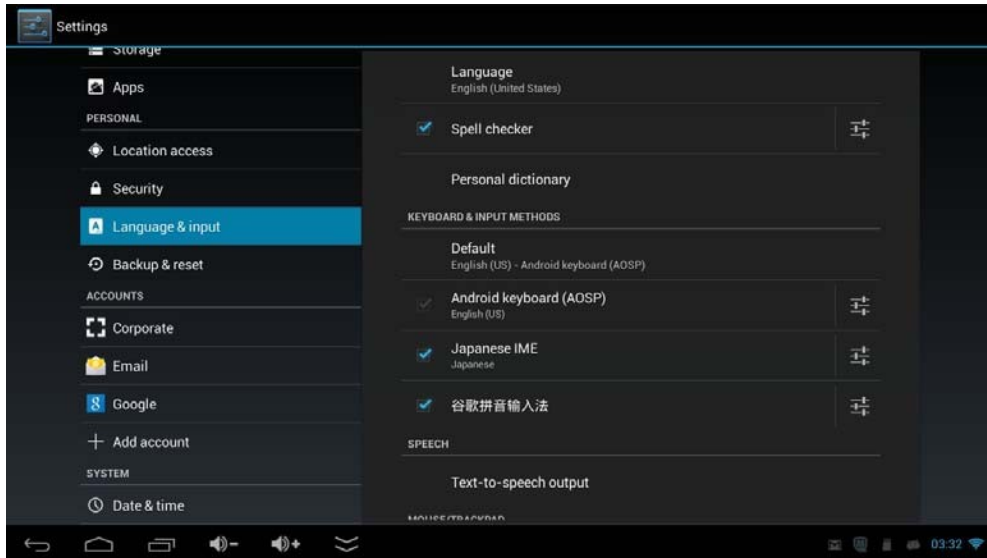 Settings
Storage
Apps
PERSONAL
Location access
Security
Language & input
Backup & reset
ACCOUNTS
Corporate
Email
Google
Add account
SYSTEM
Date & time
Language
English (United States)
Spell checker
Personal dictionary
KEYBOARD & INPUT METHODS
Default
English (US) - Android keyboard (AOSP)
Android keyboard (AOSP)
English (US)
Japanese IME
Japanese
谷歌拼音输入法
SPEECH
Text-to-speech output
MOUSE/TRACKPAD
03:32